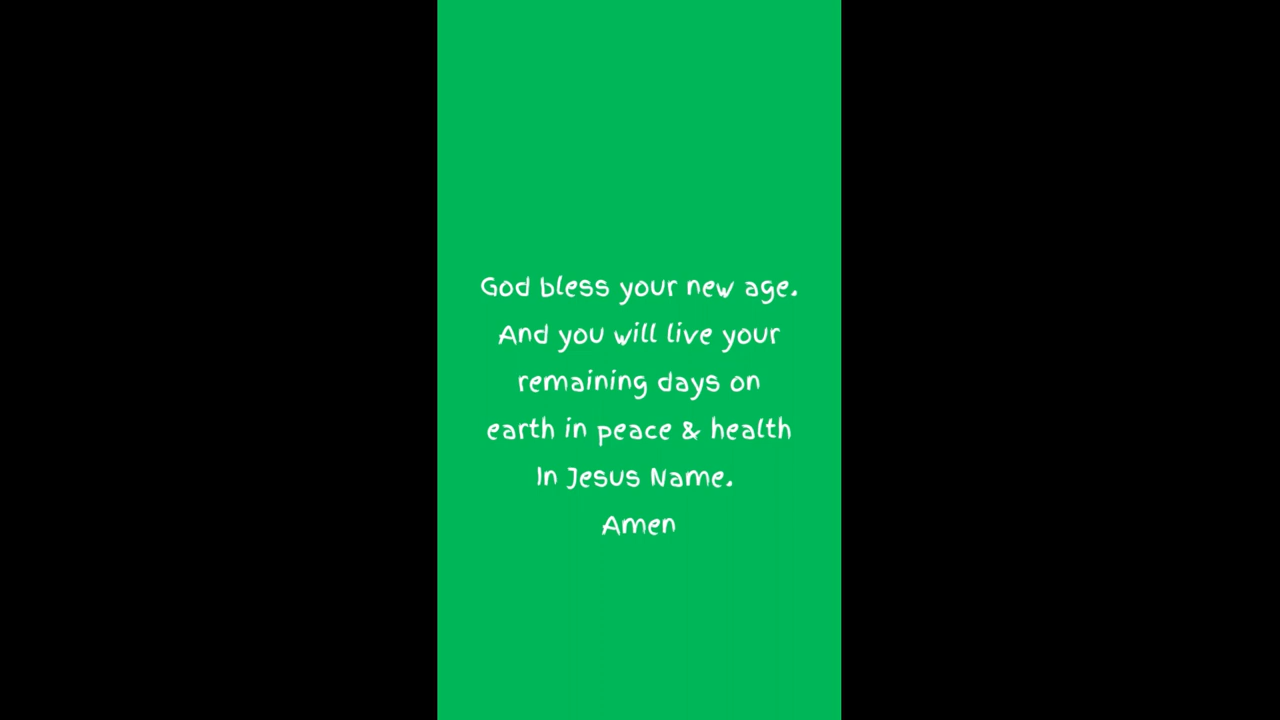 God bless your new age.
And you will live your
remaining days on
earth in peace & health
In Jesus Name.
Amen